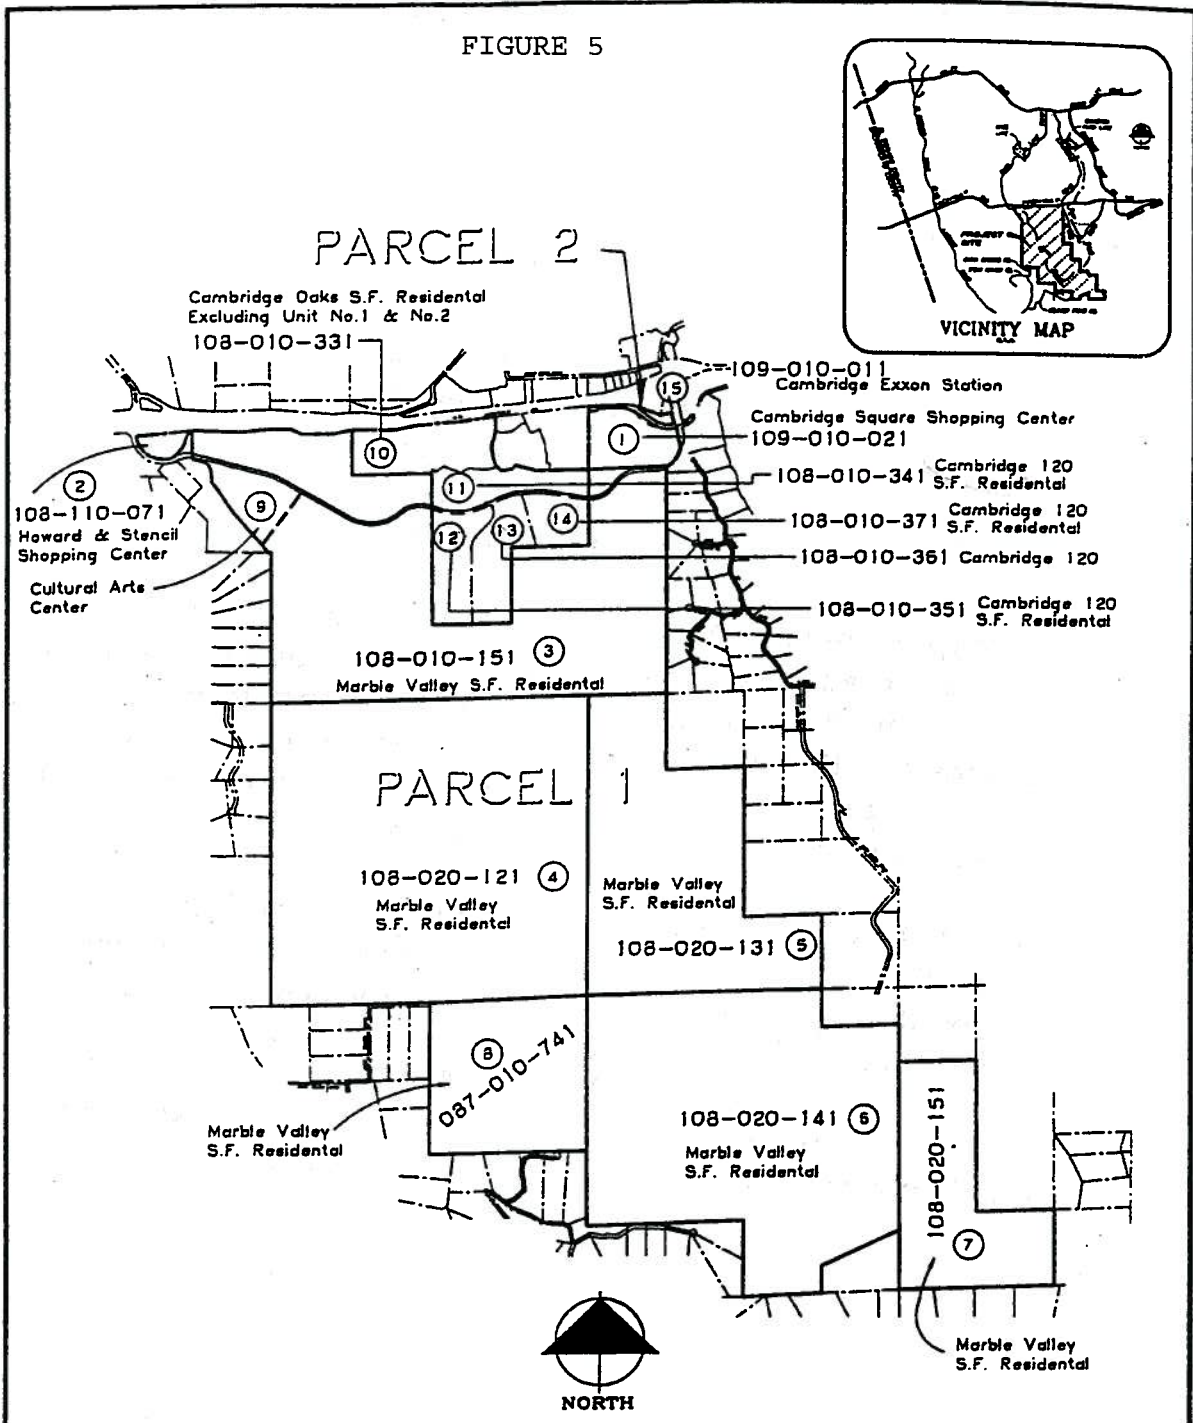 FIGURE 5
PROJECT
SITE
VICINITY MAP
PARCEL 2
Cambridge Oaks S.F. Residental
Excluding Unit No.1 & No.2
108-010-331
109-010-011
Cambridge Exxon Station
15
Cambridge Square Shopping Center
109-010-021
1
10
2
108-110-071
Howard & Stencil
Shopping Center
9
11
108-010-341 Cambridge 120
S.F. Residental
14
108-010-371 Cambridge 120
S.F. Residental
12
13
108-010-361 Cambridge 120
Cultural Arts
Center
108-010-351 Cambridge 120
S.F. Residental
108-010-151 3
Marble Valley S.F. Residental
PARCEL 1
108-020-121 4
Marble Valley
S.F. Residental
Marble Valley
S.F. Residental
108-020-131 5
8
087-010-741
Marble Valley
S.F. Residental
108-020-141 6
Marble Valley
S.F. Residental
108-020-151
7
Marble Valley
S.F. Residental
NORTH